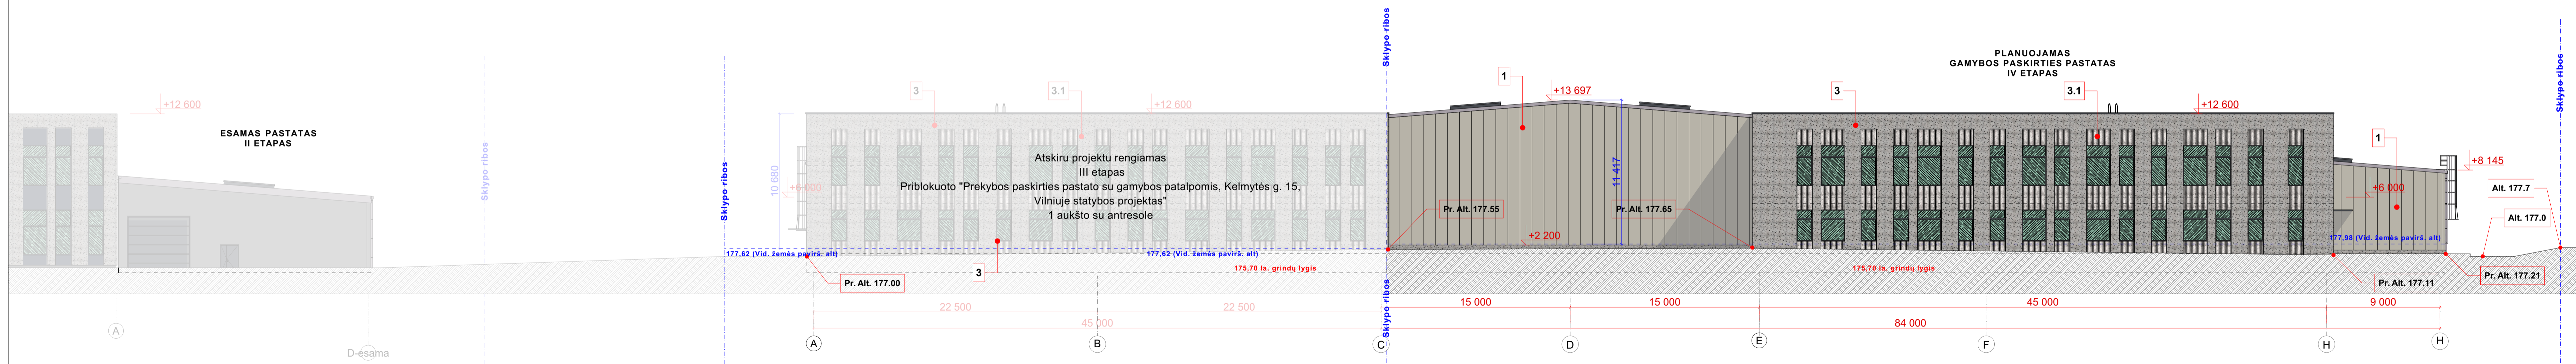 +12 600
ESAMAS PASTATAS
II ETAPAS
Sklypo ribos
Sklypo ribos
10 680
+6 000
3
3.1
+12 600
Atskiru projektu rengiamas
III etapas
Priblokuoto "Prekybos paskirties pastato su gamybos patalpomis, Kelmytės g. 15,
Vilniuje statybos projektas"
1 aukšto su antresole
Sklypo ribos
1
+13 697
11 417
PLANUOJAMAS
GAMYBOS PASKIRTIES PASTATAS
IV ETAPAS
3
3.1
+12 600
1
+8 145
+6 000
Sklypo ribos
Alt. 177.7
Alt. 177.0
Pr. Alt. 177.55
Pr. Alt. 177.65
+2 200
177,98 (Vid. žemės pavirš. alt)
177,62 (Vid. žemės pavirš. alt)
177,62 (Vid. žemės pavirš. alt)
3
175,70 Ia. grindų lygis
175,70 Ia. grindų lygis
Pr. Alt. 177.00
Pr. Alt. 177.11
Pr. Alt. 177.21
Sklypo ribos
22 500
22 500
15 000
15 000
45 000
9 000
45 000
84 000
A
D-esama
A
B
C
D
E
F
H
H